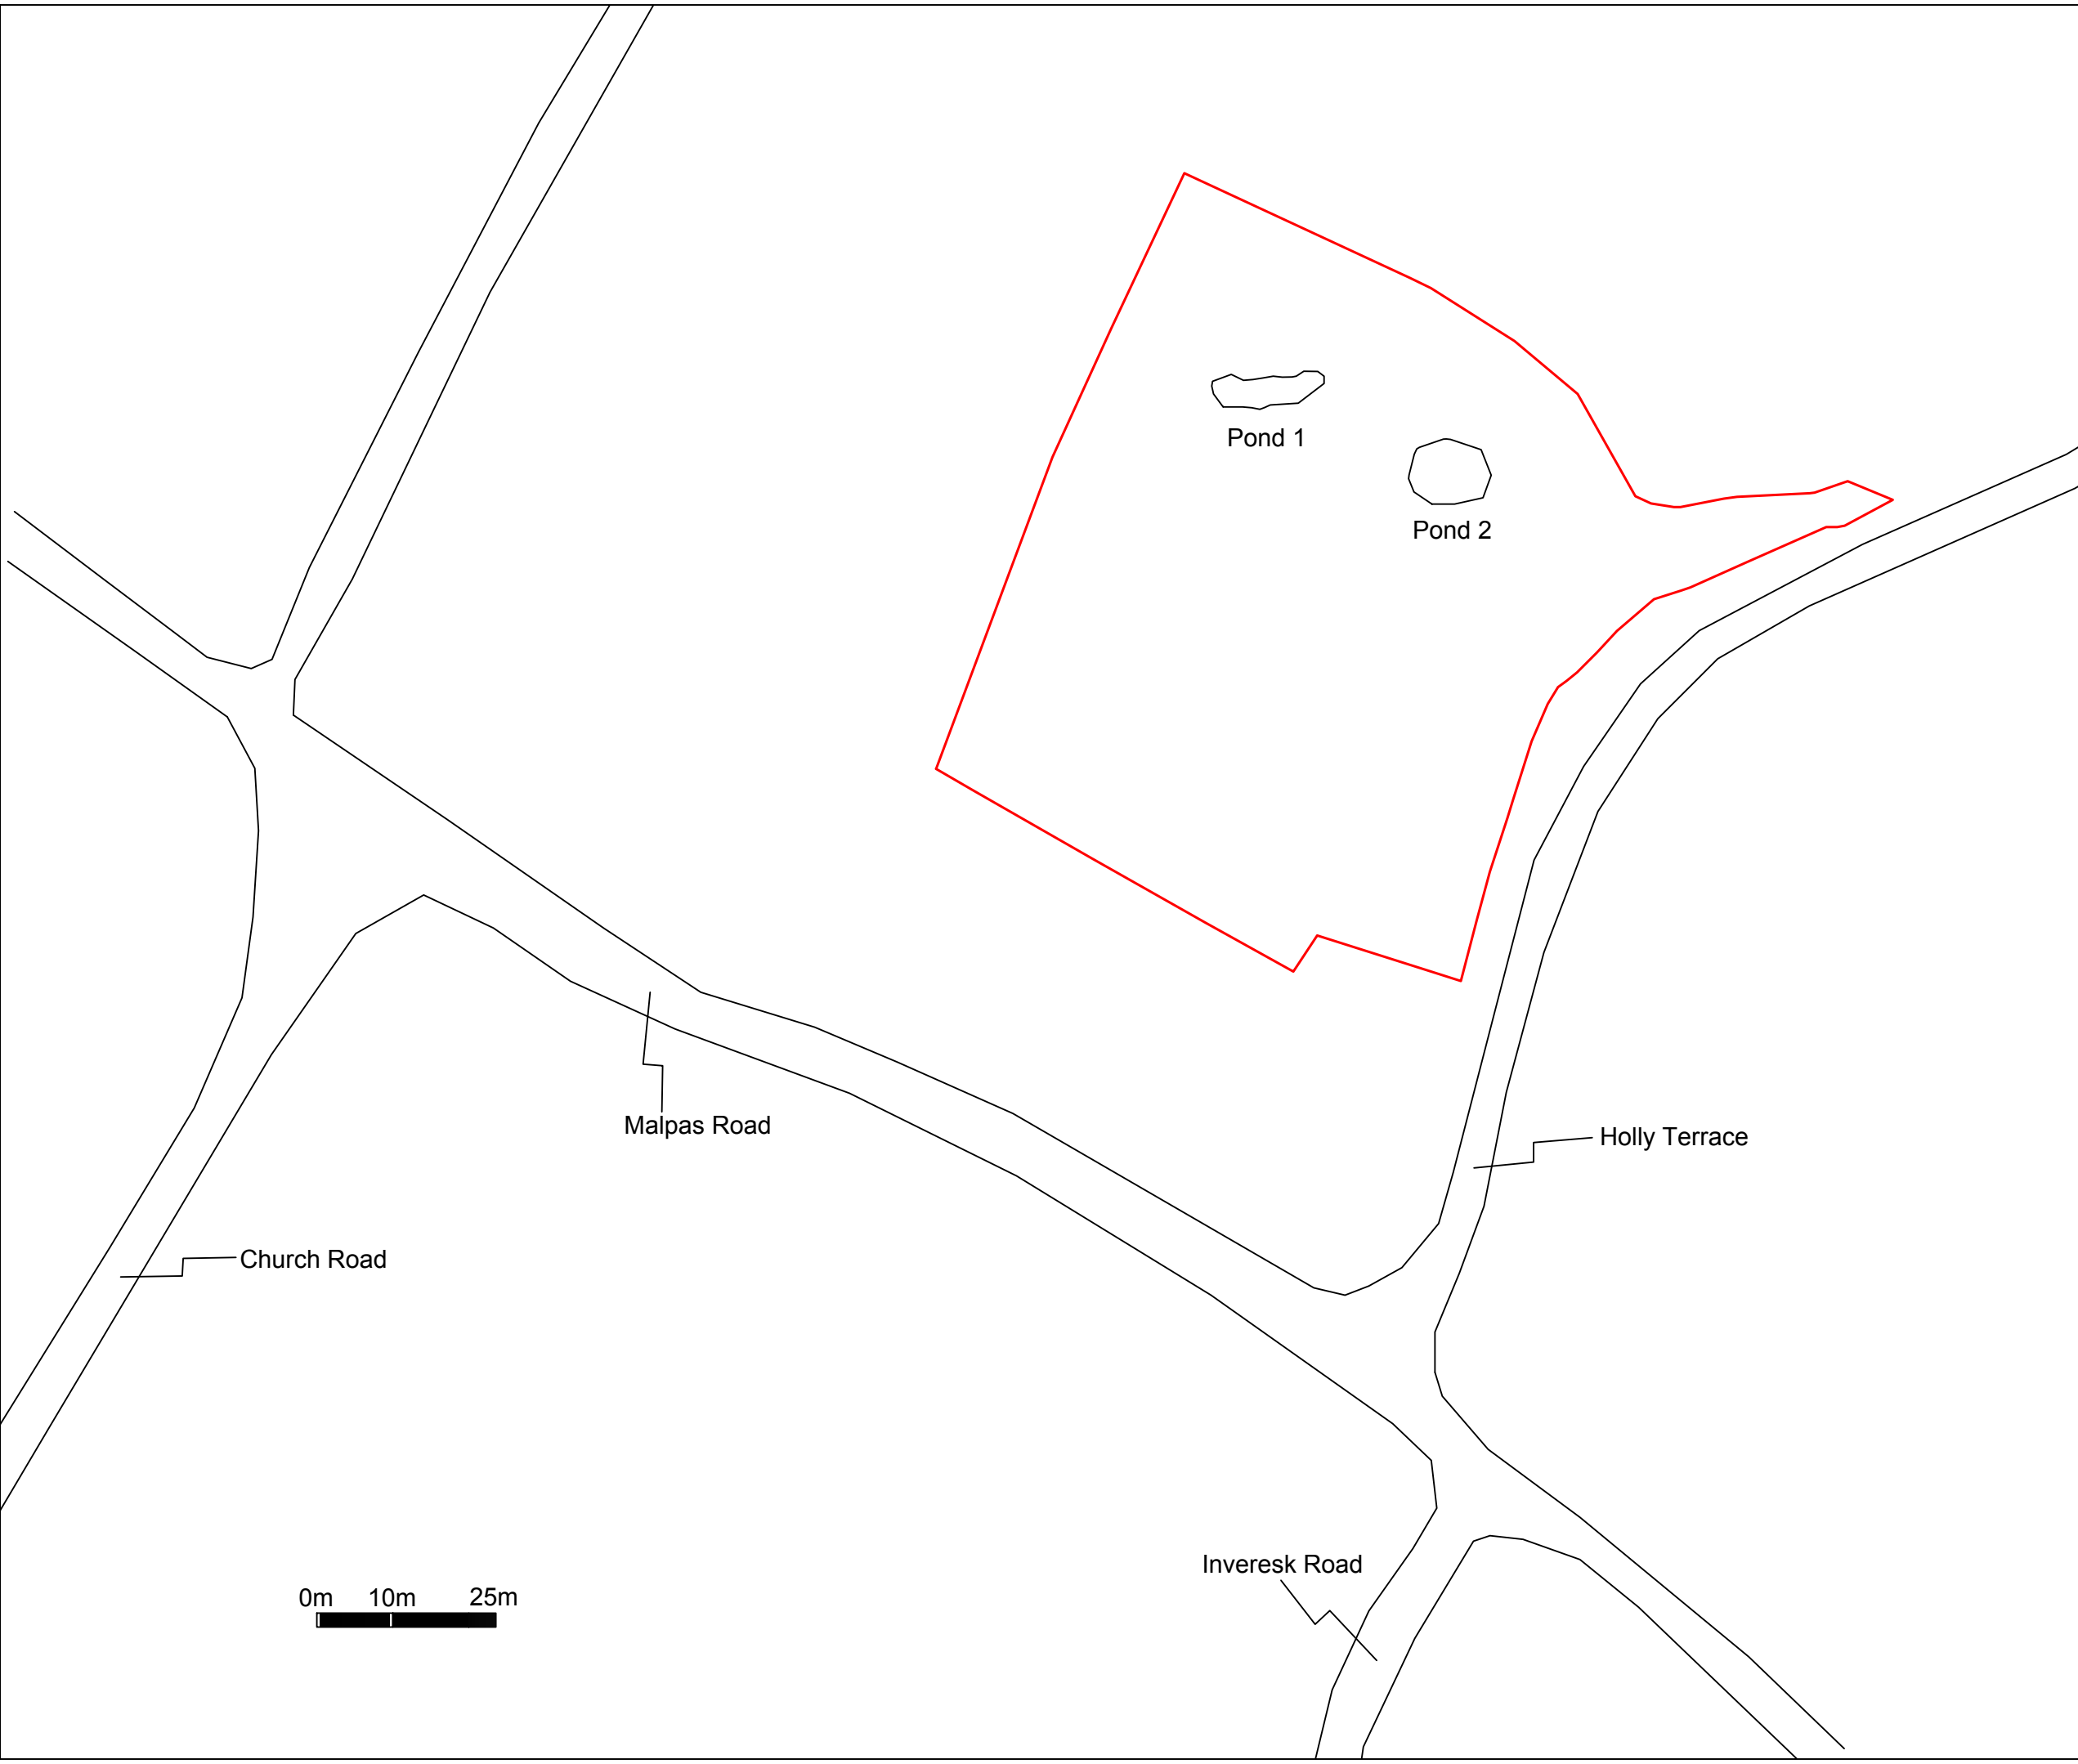 Pond 1
Pond 2
Malpas Road
Holly Terrace
Church Road
Inveresk Road
0m 10m 25m